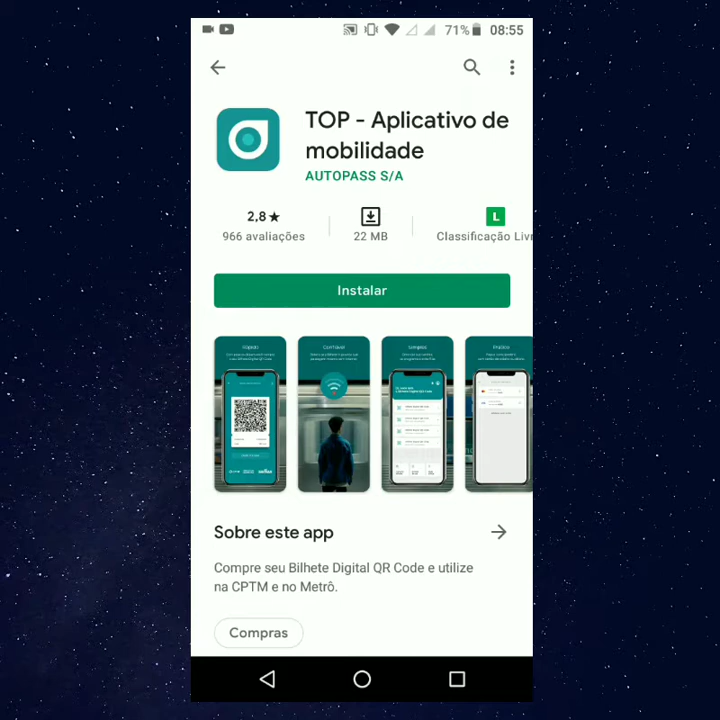 71% 08:55
TOP - Aplicativo de
mobilidade
AUTOPASS S/A
2,8★
966 avaliações
22 MB
L
Classificação Livr
Instalar
Sobre este app
Compre seu Bilhete Digital QR Code e utilize
na CPTM e no Metrô.
Compras